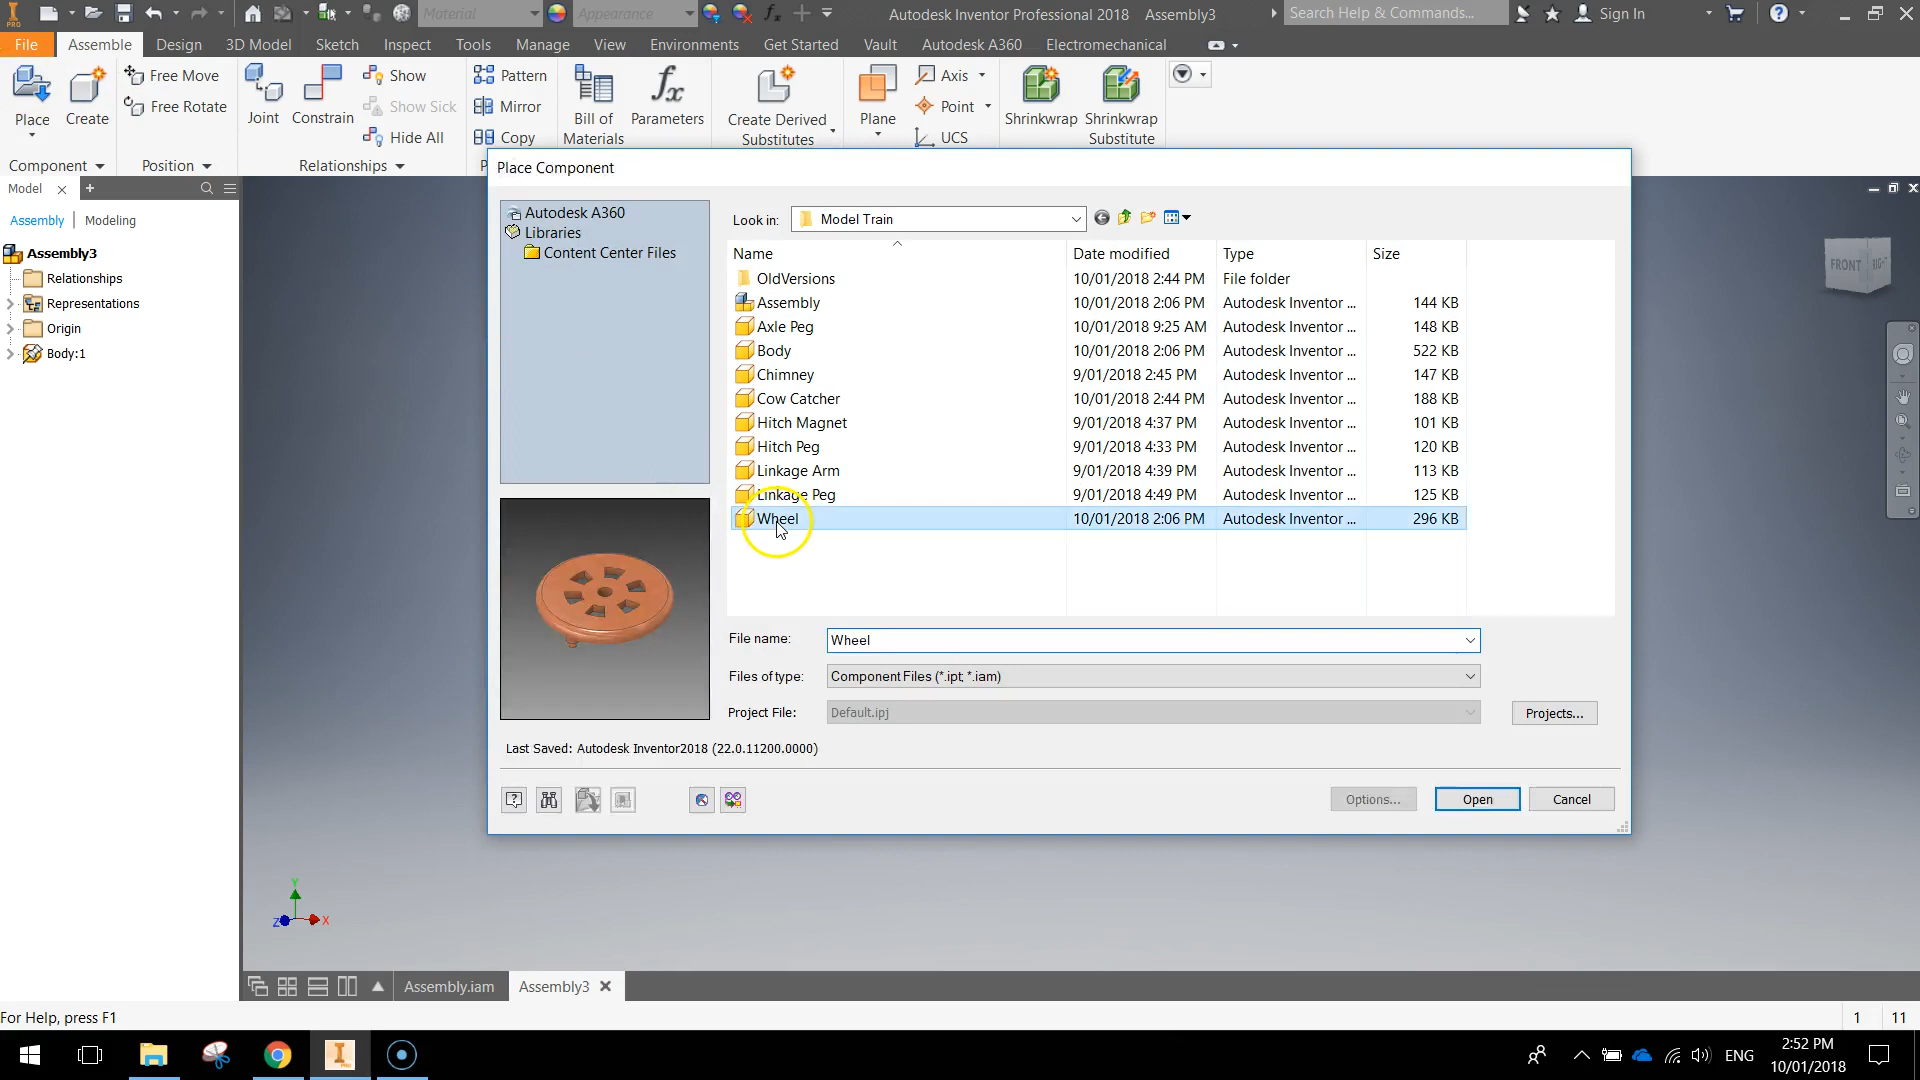 PRO Material Appearance Autodesk Inventor Professional 2018 Assembly3 Search Help & Commands... Sign In
File Assemble Design 3D Model Sketch Inspect Tools Manage View Environments Get Started Vault Autodesk A360 Electromechanical
Free Move Show Pattern Axis
Free Rotate Show Sick Mirror Point
Place Create Joint Constrain Bill of Parameters Create Derived Plane Shrinkwrap Shrinkwrap
Hide All Copy Materials Substitutes UCS Substitute
Component Position Relationships
Model
Place Component
Assembly Modeling
Assembly3
Relationships
Representations
Origin
Body:1
Autodesk A360
Libraries
Content Center Files
Look in: Model Train
Name Date modified Type Size
OldVersions 10/01/2018 2:44 PM File folder
Assembly 10/01/2018 2:06 PM Autodesk Inventor ... 144 KB
Axle Peg 10/01/2018 9:25 AM Autodesk Inventor ... 148 KB
Body 10/01/2018 2:06 PM Autodesk Inventor ... 522 KB
Chimney 9/01/2018 2:45 PM Autodesk Inventor ... 147 KB
Cow Catcher 10/01/2018 2:44 PM Autodesk Inventor ... 188 KB
Hitch Magnet 9/01/2018 4:37 PM Autodesk Inventor ... 101 KB
Hitch Peg 9/01/2018 4:33 PM Autodesk Inventor ... 120 KB
Linkage Arm 9/01/2018 4:39 PM Autodesk Inventor ... 113 KB
Linkage Peg 9/01/2018 4:49 PM Autodesk Inventor ... 125 KB
Wheel 10/01/2018 2:06 PM Autodesk Inventor ... 296 KB
File name: Wheel
Files of type: Component Files (*.ipt; *.iam)
Project File: Default.ipj Projects...
Last Saved: Autodesk Inventor2018 (22.0.11200.0000)
Options... Open Cancel
FRONT RIGHT
Y
Z X
Assembly.iam Assembly3
For Help, press F1 1 11
ENG 2:52 PM
10/01/2018